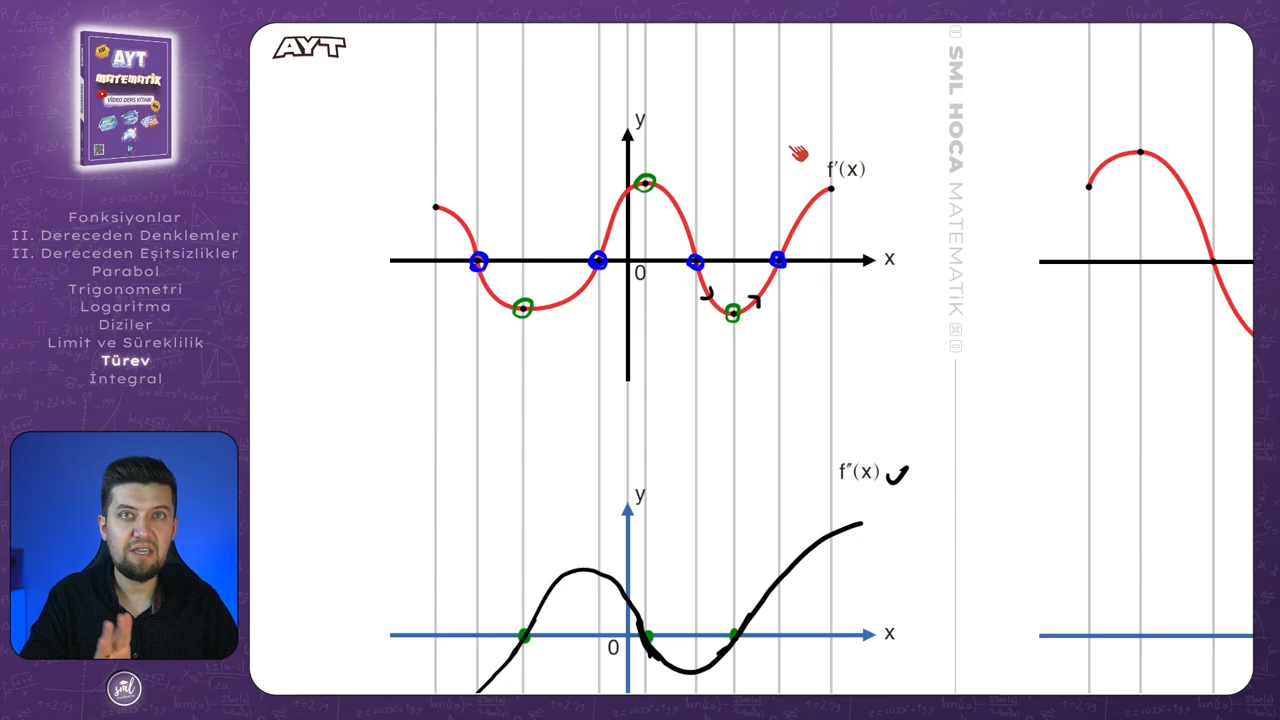 AYT
MATEMATİK
VİDEO DERS KİTABI
Fonksiyonlar
II. Dereceden Denklemler
II. Dereceden Eşitsizlikler
Parabol
Trigonometri
Logaritma
Diziler
Limit ve Süreklilik
Türev
İntegral
sml
AYT
y
f'(x)
x
0
f''(x)
y
x
0
SML HOCA MATEMATİK